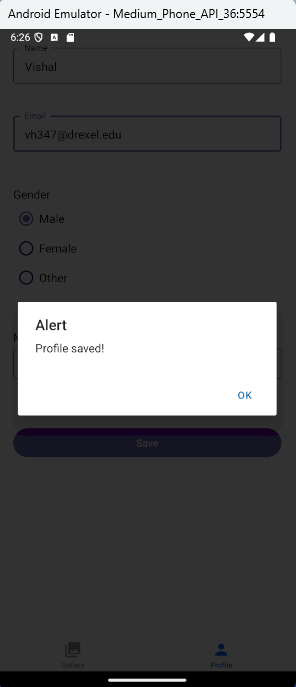 Android Emulator - Medium_Phone_API_36:5554
6:26
Name
Vishal
Email
vh347@drexel.edu
Gender
Male
Female
Other
Alert
Profile saved!
OK
Save
Gallery
Profile